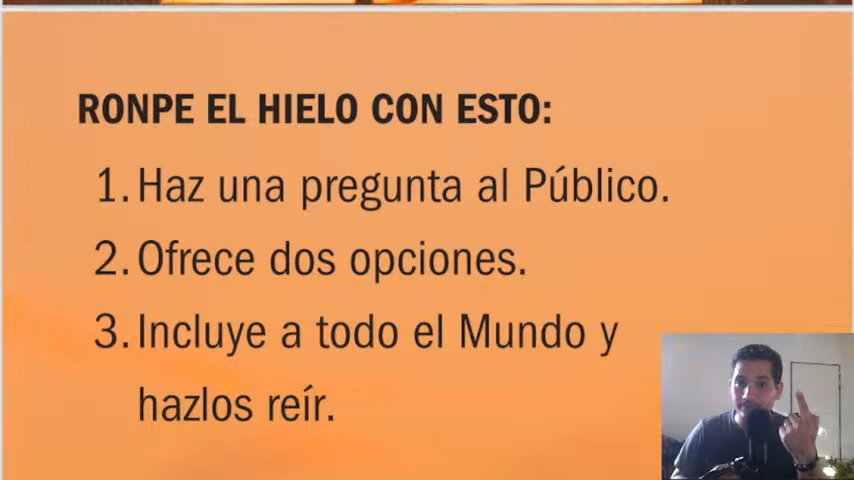 RONPE EL HIELO CON ESTO:
1. Haz una pregunta al Público.
2. Ofrece dos opciones.
3. Incluye a todo el Mundo y
hazlos reír.